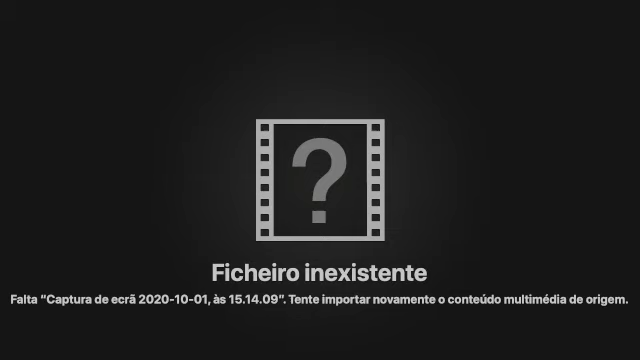 ?
Ficheiro inexistente
Falta “Captura de ecrã 2020-10-01, às 15.14.09”. Tente importar novamente o conteúdo multimédia de origem.